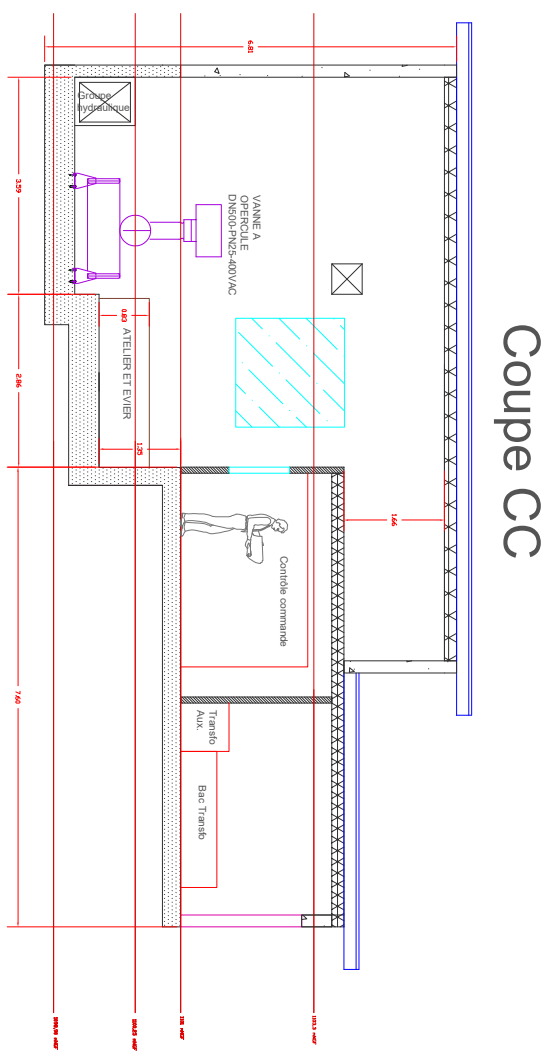 Coupe CC
6.81
Groupe
hydraulique
VANNE A
OPERCULE
DN500-PN25-400VAC
3.59
0.83
ATELIER ET EVIER
1.35
2.86
1.66
Contrôle commande
Transfo
Aux.
Bac Transfo
7.60